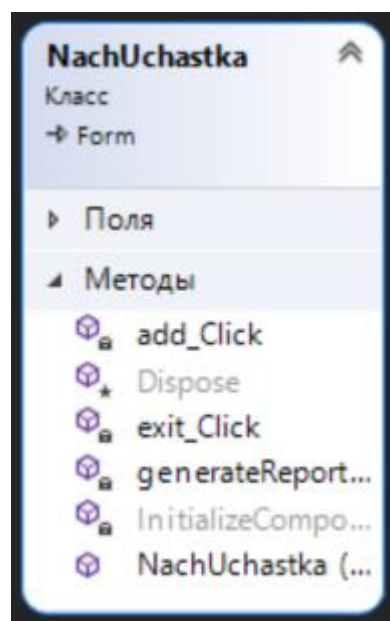 NachUchastka
Класс
Form
Поля
Методы
add_Click
Dispose
exit_Click
generateReport...
InitializeCompo...
NachUchastka (...